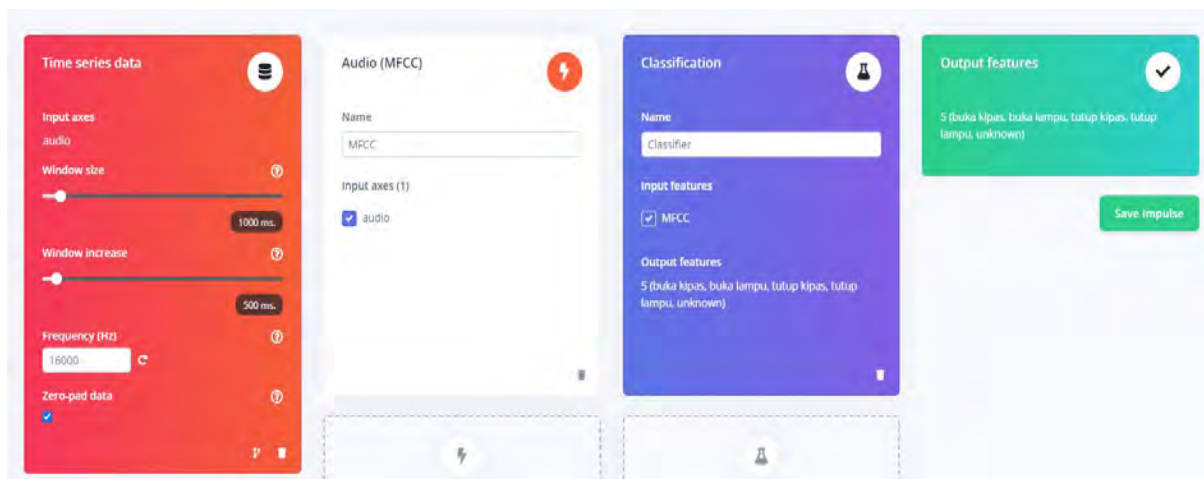 Time series data
Input axes
audio
Window size
1000 ms.
Window increase
500 ms.
Frequency (Hz)
16000
Zero-pad data
Audio (MFCC)
Name
MFCC
Input axes (1)
audio
Classification
Name
Classifier
Input features
MFCC
Output features
5 (buka kipas, buka lampu, tutup kipas, tutup
lampu, unknown)
Output features
5 (buka kipas, buka lampu, tutup kipas, tutup
lampu, unknown)
Save Impulse